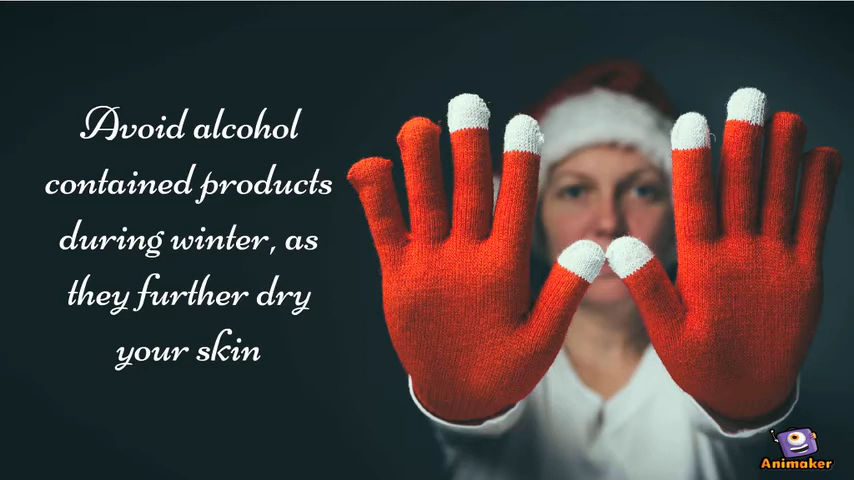 Avoid alcohol
contained products
during winter, as
they further dry
your skin
Animaker